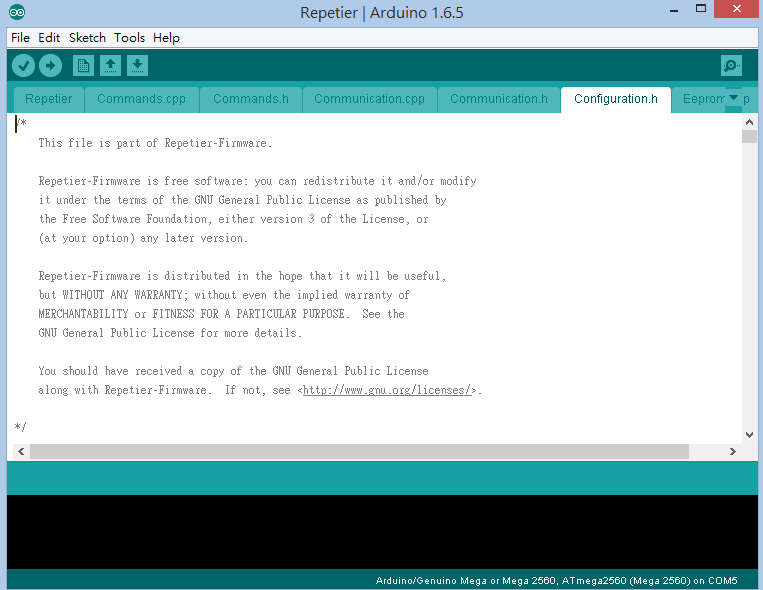 Repetier | Arduino 1.6.5
File Edit Sketch Tools Help
Repetier Commands.cpp Commands.h Communication.cpp Communication.h Configuration.h Eeprom p
/*
This file is part of Repetier-Firmware.
Repetier-Firmware is free software: you can redistribute it and/or modify
it under the terms of the GNU General Public License as published by
the Free Software Foundation, either version 3 of the License, or
(at your option) any later version.
Repetier-Firmware is distributed in the hope that it will be useful,
but WITHOUT ANY WARRANTY; without even the implied warranty of
MERCHANTABILITY or FITNESS FOR A PARTICULAR PURPOSE.  See the
GNU General Public License for more details.
You should have received a copy of the GNU General Public License
along with Repetier-Firmware.  If not, see <http://www.gnu.org/licenses/>.
*/
Arduino/Genuino Mega or Mega 2560, ATmega2560 (Mega 2560) on COM5